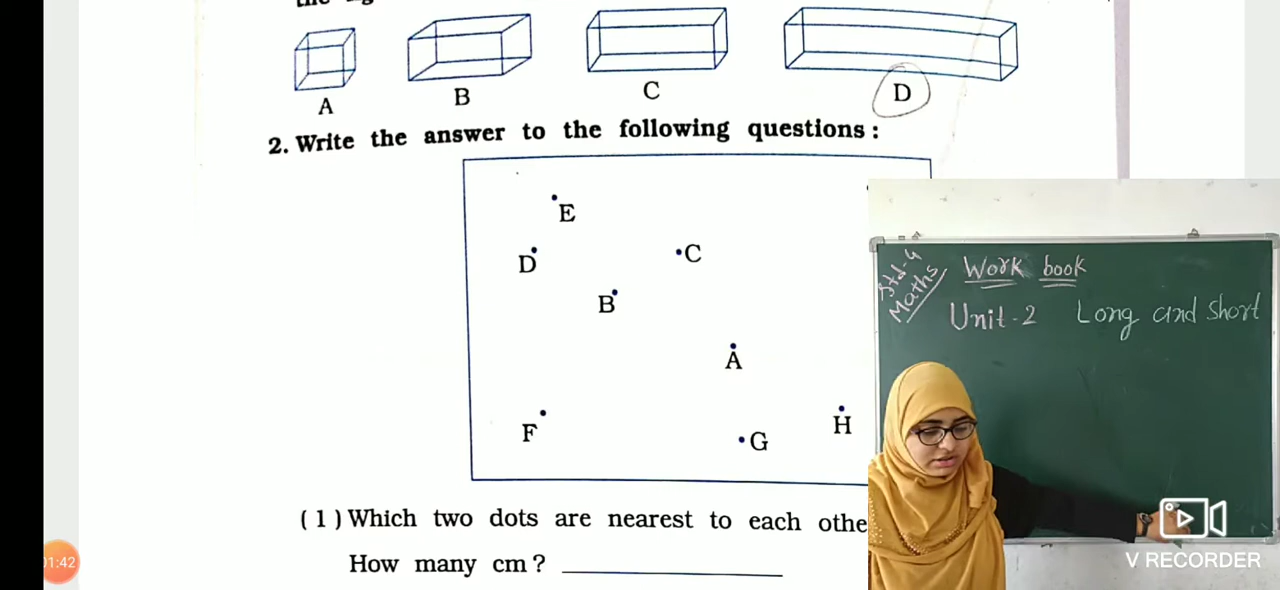 A B C D
2. Write the answer to the following questions :
E
D
C
B
A
F
G
H
( 1 ) Which two dots are nearest to each othe
How many cm ?
Std-4
Maths
Work book
Unit-2 Long and short
01:42
V RECORDER